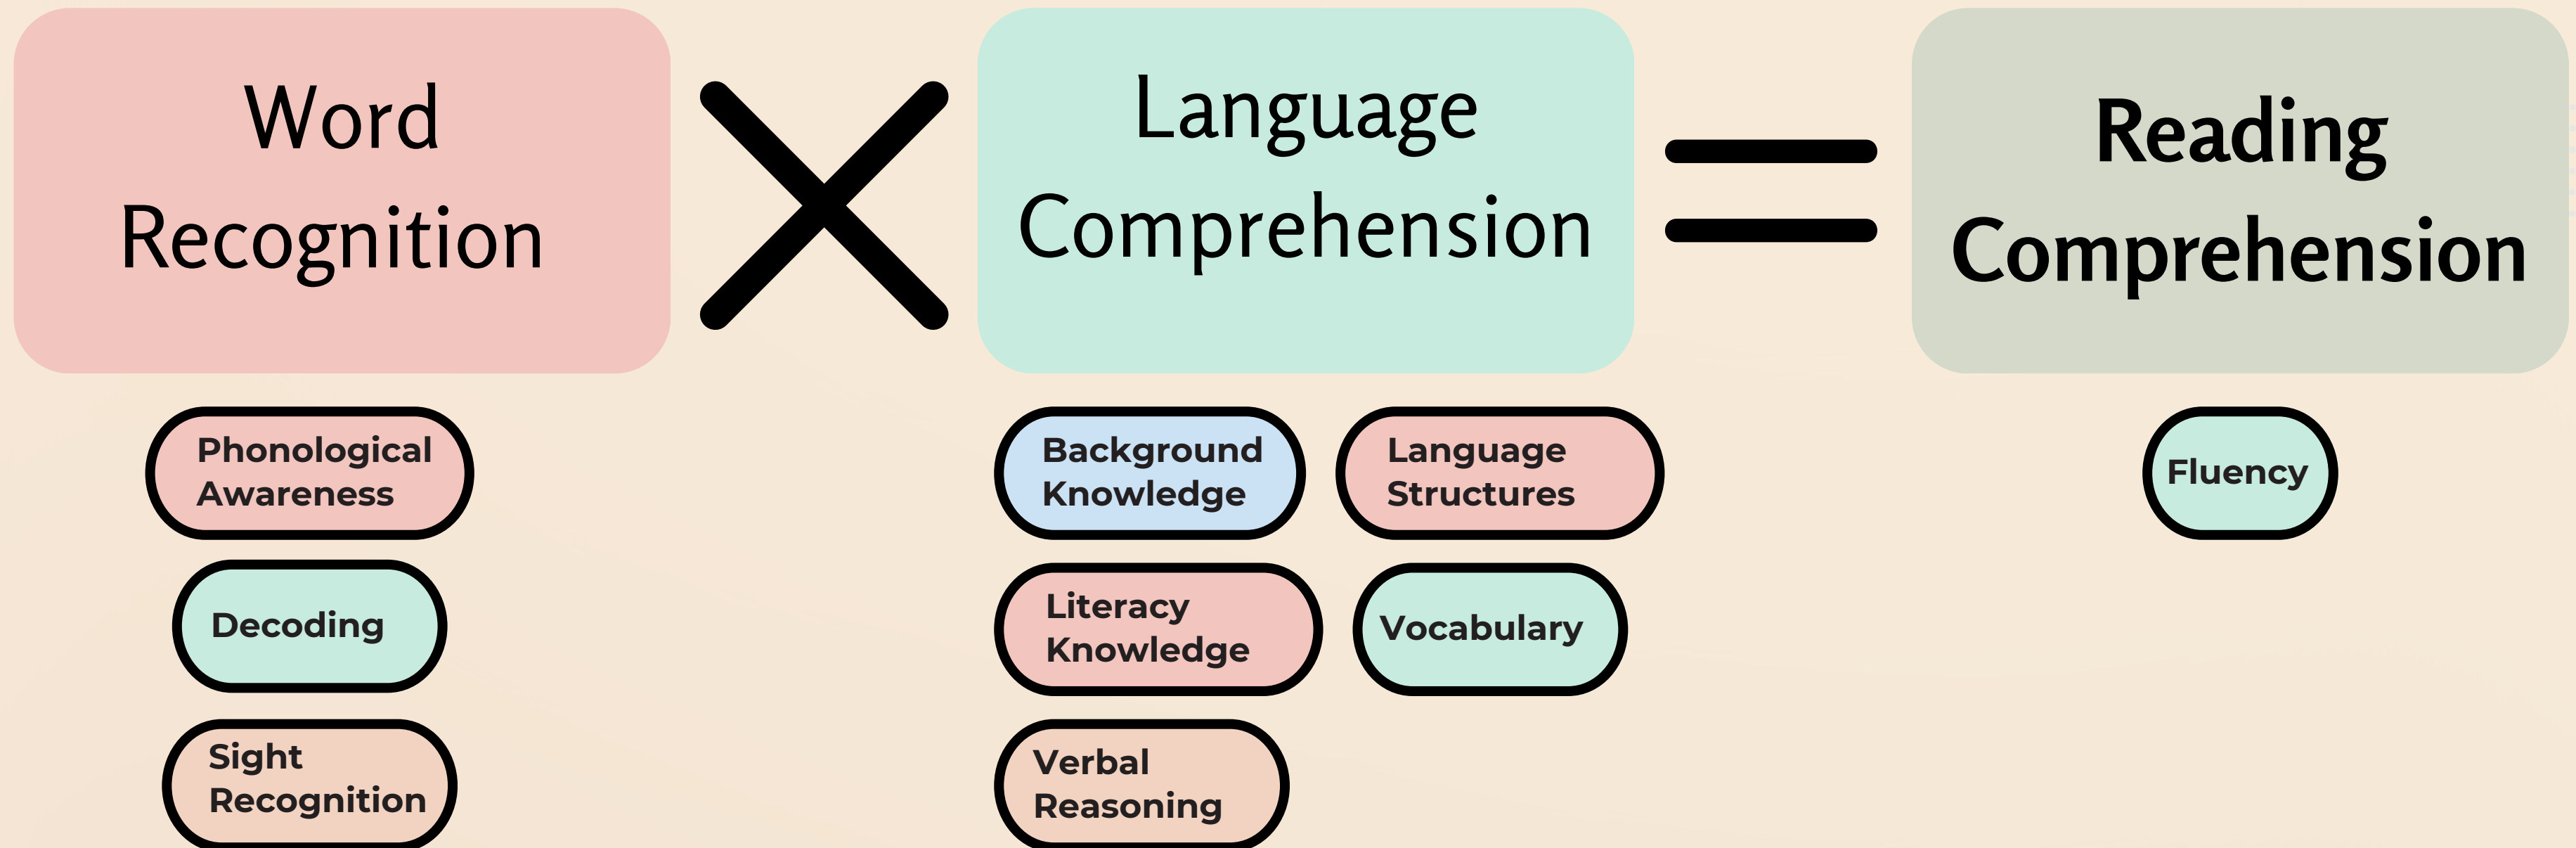 Word
Recognition
Language
Comprehension
Reading
Comprehension
Phonological
Awareness
Decoding
Sight
Recognition
Background
Knowledge
Language
Structures
Literacy
Knowledge
Vocabulary
Verbal
Reasoning
Fluency